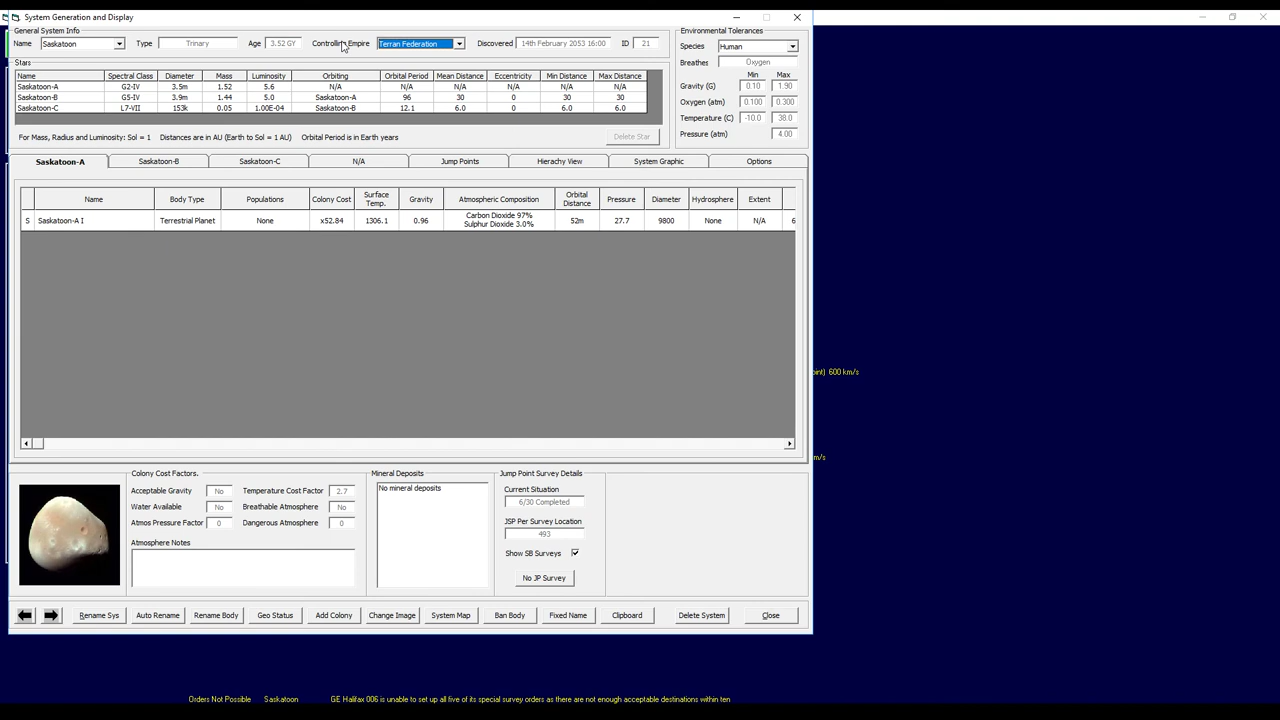 System Generation and Display
General System Info
Name Saskatoon Type Trinary Age 3.52 GY Controlling Empire Terran Federation Discovered 14th February 2053 16:00 ID 21
Stars
Name Spectral Class Diameter Mass Luminosity Orbiting Orbital Period Mean Distance Eccentricity Min Distance Max Distance
Saskatoon-A G2-IV 3.5m 1.52 5.6 N/A N/A N/A N/A N/A N/A
Saskatoon-B G5-IV 3.9m 1.44 5.0 Saskatoon-A 96 30 0 30 30
Saskatoon-C L7-VII 153k 0.05 1.00E-04 Saskatoon-B 12.1 6.0 0 6.0 6.0
For Mass, Radius and Luminosity: Sol = 1 Distances are in AU (Earth to Sol = 1 AU) Orbital Period is in Earth years Delete Star
Environmental Tolerances
Species Human
Breathes Oxygen
Min Max
Gravity (G) 0.10 1.90
Oxygen (atm) 0.100 0.300
Temperature (C) -10.0 38.0
Pressure (atm) 4.00
Saskatoon-A Saskatoon-B Saskatoon-C N/A Jump Points Hierachy View System Graphic Options
Name Body Type Populations Colony Cost Surface Temp. Gravity Atmospheric Composition Orbital Distance Pressure Diameter Hydrosphere Extent
S Saskatoon-A I Terrestrial Planet None x52.84 1306.1 0.96 Carbon Dioxide 97% Sulphur Dioxide 3.0% 52m 27.7 9800 None N/A 6
Colony Cost Factors.
Acceptable Gravity No Temperature Cost Factor 2.7
Water Available No Breathable Atmosphere No
Atmos Pressure Factor 0 Dangerous Atmosphere 0
Atmosphere Notes
Mineral Deposits
No mineral deposits
Jump Point Survey Details
Current Situation
6/30 Completed
JSP Per Survey Location
493
Show SB Surveys
No JP Survey
Rename Sys Auto Rename Rename Body Geo Status Add Colony Change Image System Map Ban Body Fixed Name Clipboard Delete System Close
oint) 600 km/s
m/s
Orders Not Possible Saskatoon GE Halifax 006 is unable to set up all five of its special survey orders as there are not enough acceptable destinations within ten